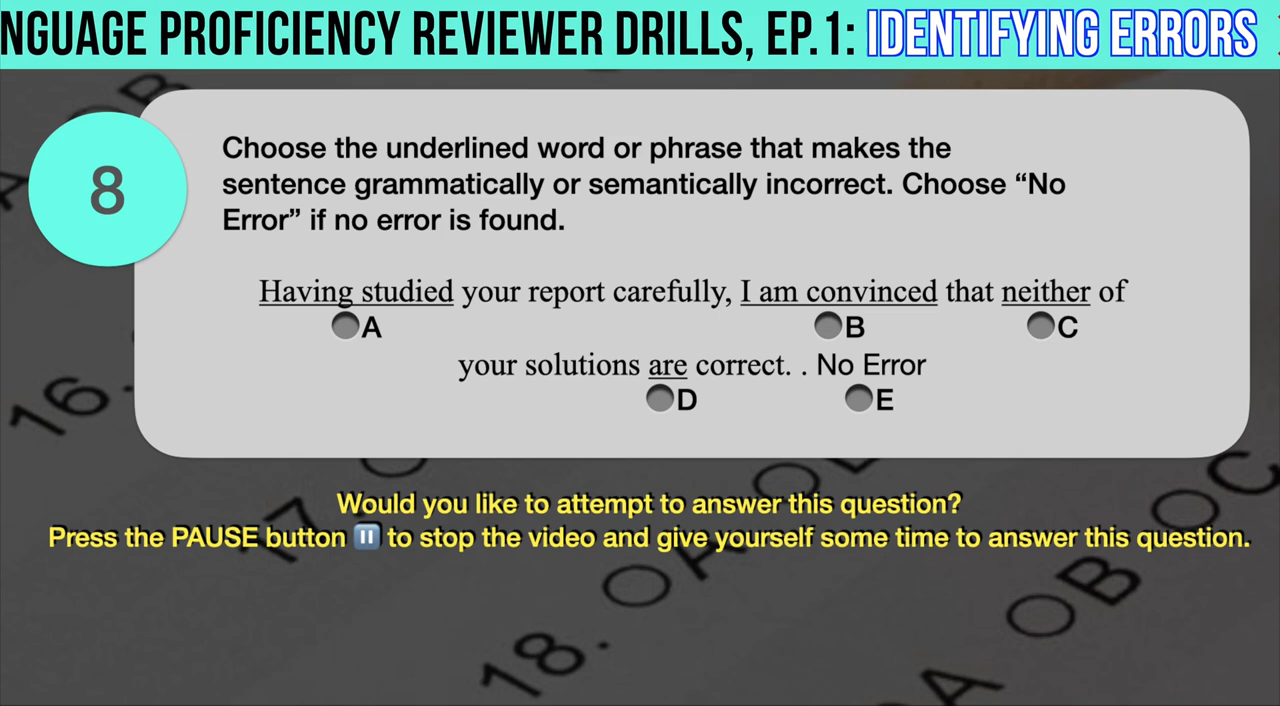 NGUAGE PROFICIENCY REVIEWER DRILLS, EP.1: IDENTIFYING ERRORS
8
Choose the underlined word or phrase that makes the
sentence grammatically or semantically incorrect. Choose “No
Error” if no error is found.
Having studied your report carefully, I am convinced that neither of
A B C
your solutions are correct. . No Error
D E
Would you like to attempt to answer this question?
Press the PAUSE button ⏸ to stop the video and give yourself some time to answer this question.
16.
17.
18. O A O B O C